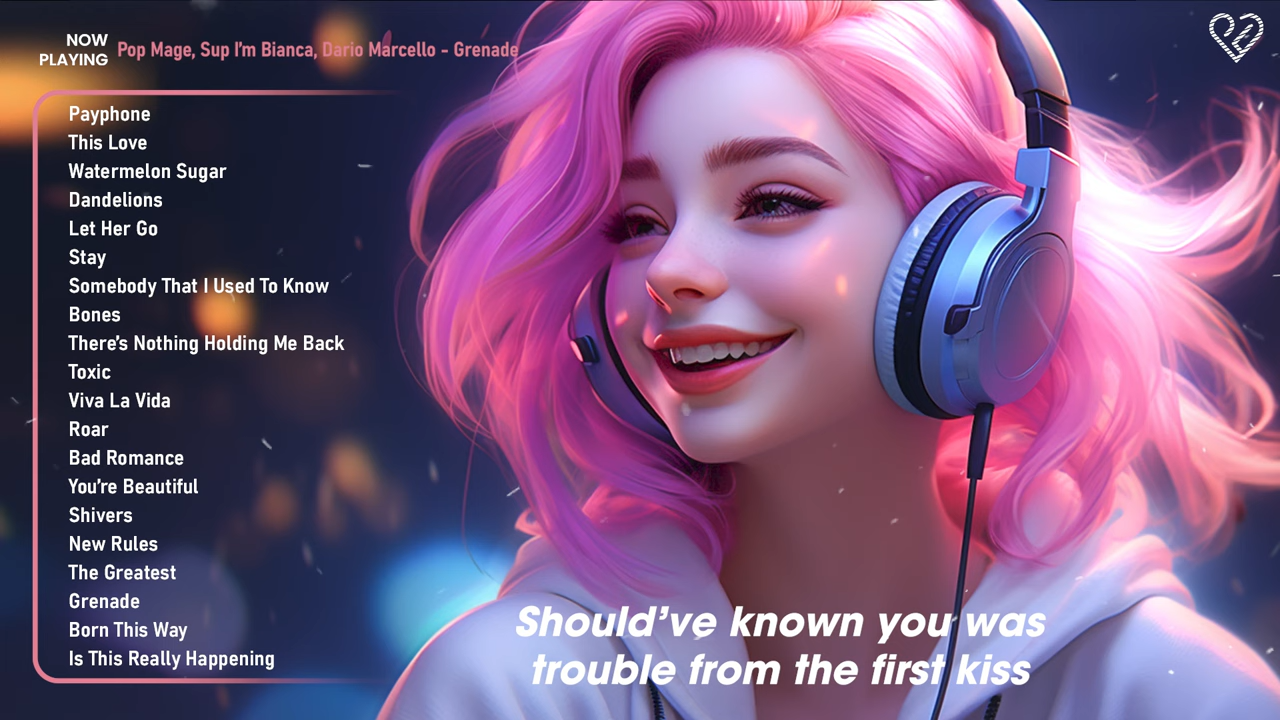 NOW
PLAYING
Pop Mage, Sup I'm Bianca, Dario Marcello - Grenade
Payphone
This Love
Watermelon Sugar
Dandelions
Let Her Go
Stay
Somebody That I Used To Know
Bones
There's Nothing Holding Me Back
Toxic
Viva La Vida
Roar
Bad Romance
You're Beautiful
Shivers
New Rules
The Greatest
Grenade
Born This Way
Is This Really Happening
Should've known you was
trouble from the first kiss